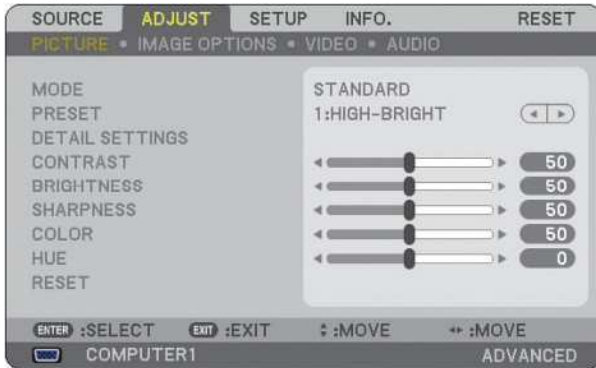 SOURCE ADJUST SETUP INFO. RESET
PICTURE • IMAGE OPTIONS • VIDEO • AUDIO
MODE STANDARD
PRESET 1:HIGH-BRIGHT
DETAIL SETTINGS
CONTRAST 50
BRIGHTNESS 50
SHARPNESS 50
COLOR 50
HUE 0
RESET
ENTER :SELECT EXIT :EXIT :MOVE :MOVE
COMPUTER1 ADVANCED